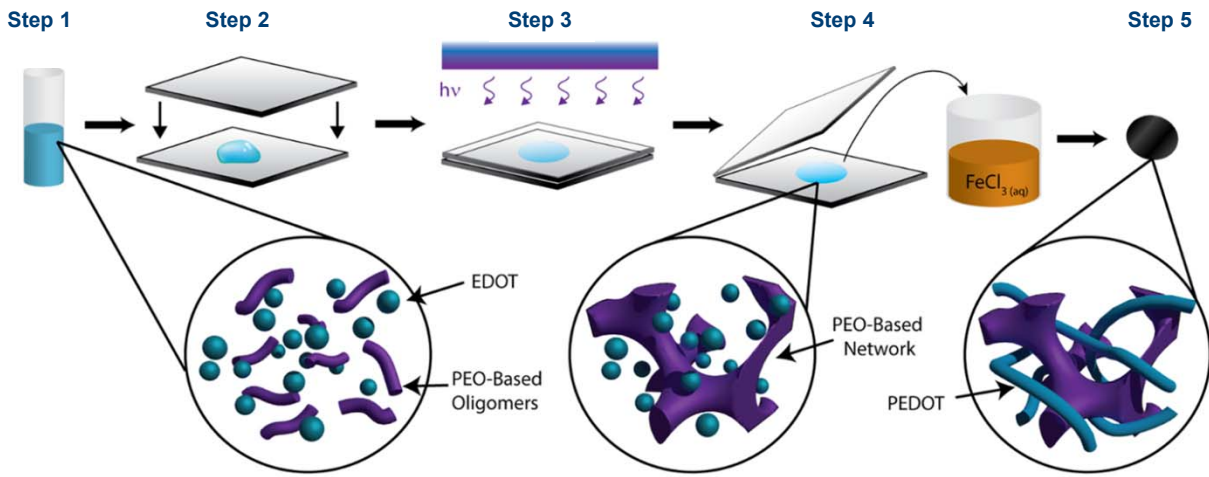 Step 1
Step 2
Step 3
Step 4
Step 5
hν
FeCl3 (aq)
EDOT
PEO-Based
Oligomers
PEO-Based
Network
PEDOT